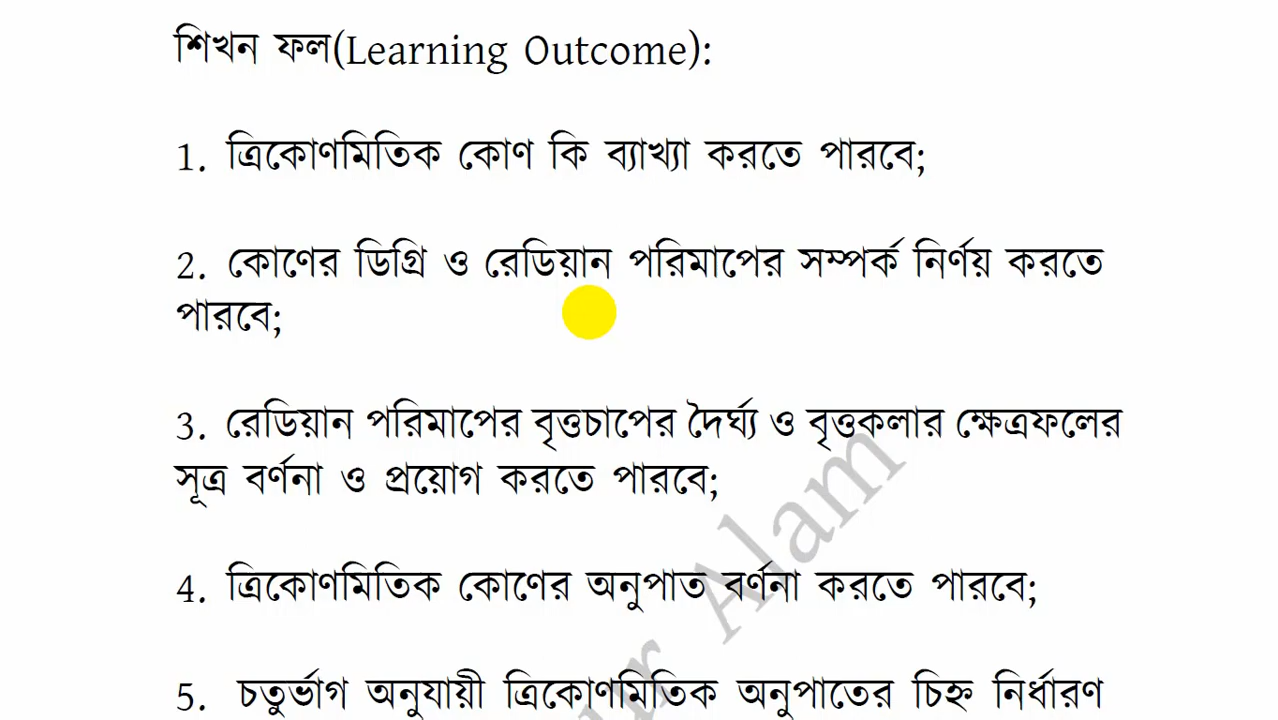 শিখন ফল(Learning Outcome):
1. ত্রিকোণমিতিক কোণ কি ব্যাখ্যা করতে পারবে;
2. কোণের ডিগ্রি ও রেডিয়ান পরিমাপের সম্পর্ক নির্ণয় করতে
পারবে;
3. রেডিয়ান পরিমাপের বৃত্তচাপের দৈর্ঘ্য ও বৃত্তকলার ক্ষেত্রফলের
সূত্র বর্ণনা ও প্রয়োগ করতে পারবে;
4. ত্রিকোণমিতিক কোণের অনুপাত বর্ণনা করতে পারবে;
5. চতুর্ভাগ অনুযায়ী ত্রিকোণমিতিক অনুপাতের চিহ্ন নির্ধারণ
Alam